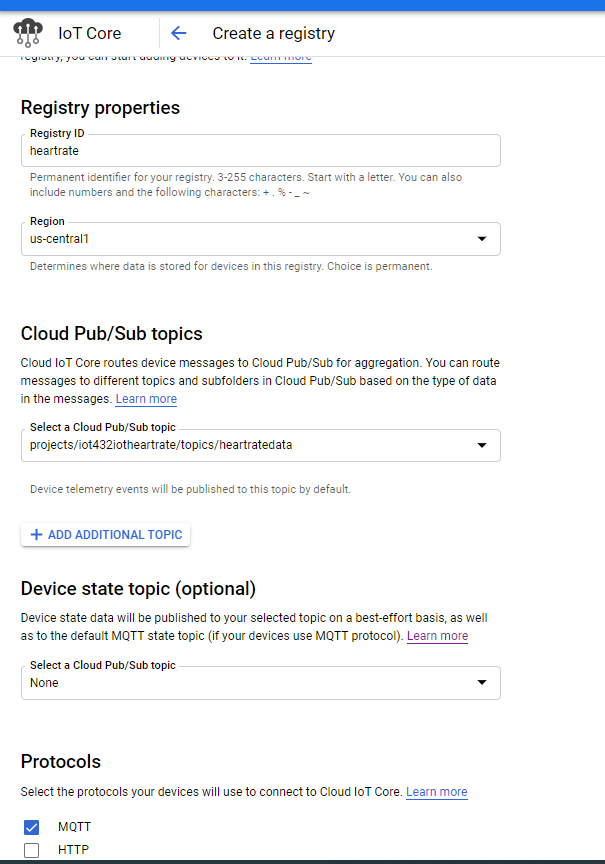 IoT Core
Create a registry
registry, you can start adding devices to it. Learn more
Registry properties
Registry ID
heartrate
Permanent identifier for your registry. 3-255 characters. Start with a letter. You can also
include numbers and the following characters: + . % - _ ~
Region
us-central1
Determines where data is stored for devices in this registry. Choice is permanent.
Cloud Pub/Sub topics
Cloud IoT Core routes device messages to Cloud Pub/Sub for aggregation. You can route
messages to different topics and subfolders in Cloud Pub/Sub based on the type of data
in the messages. Learn more
Select a Cloud Pub/Sub topic
projects/iot432iotheartrate/topics/heartratedata
Device telemetry events will be published to this topic by default.
ADD ADDITIONAL TOPIC
Device state topic (optional)
Device state data will be published to your selected topic on a best-effort basis, as well
as to the default MQTT state topic (if your devices use MQTT protocol). Learn more
Select a Cloud Pub/Sub topic
None
Protocols
Select the protocols your devices will use to connect to Cloud IoT Core. Learn more
MQTT
HTTP